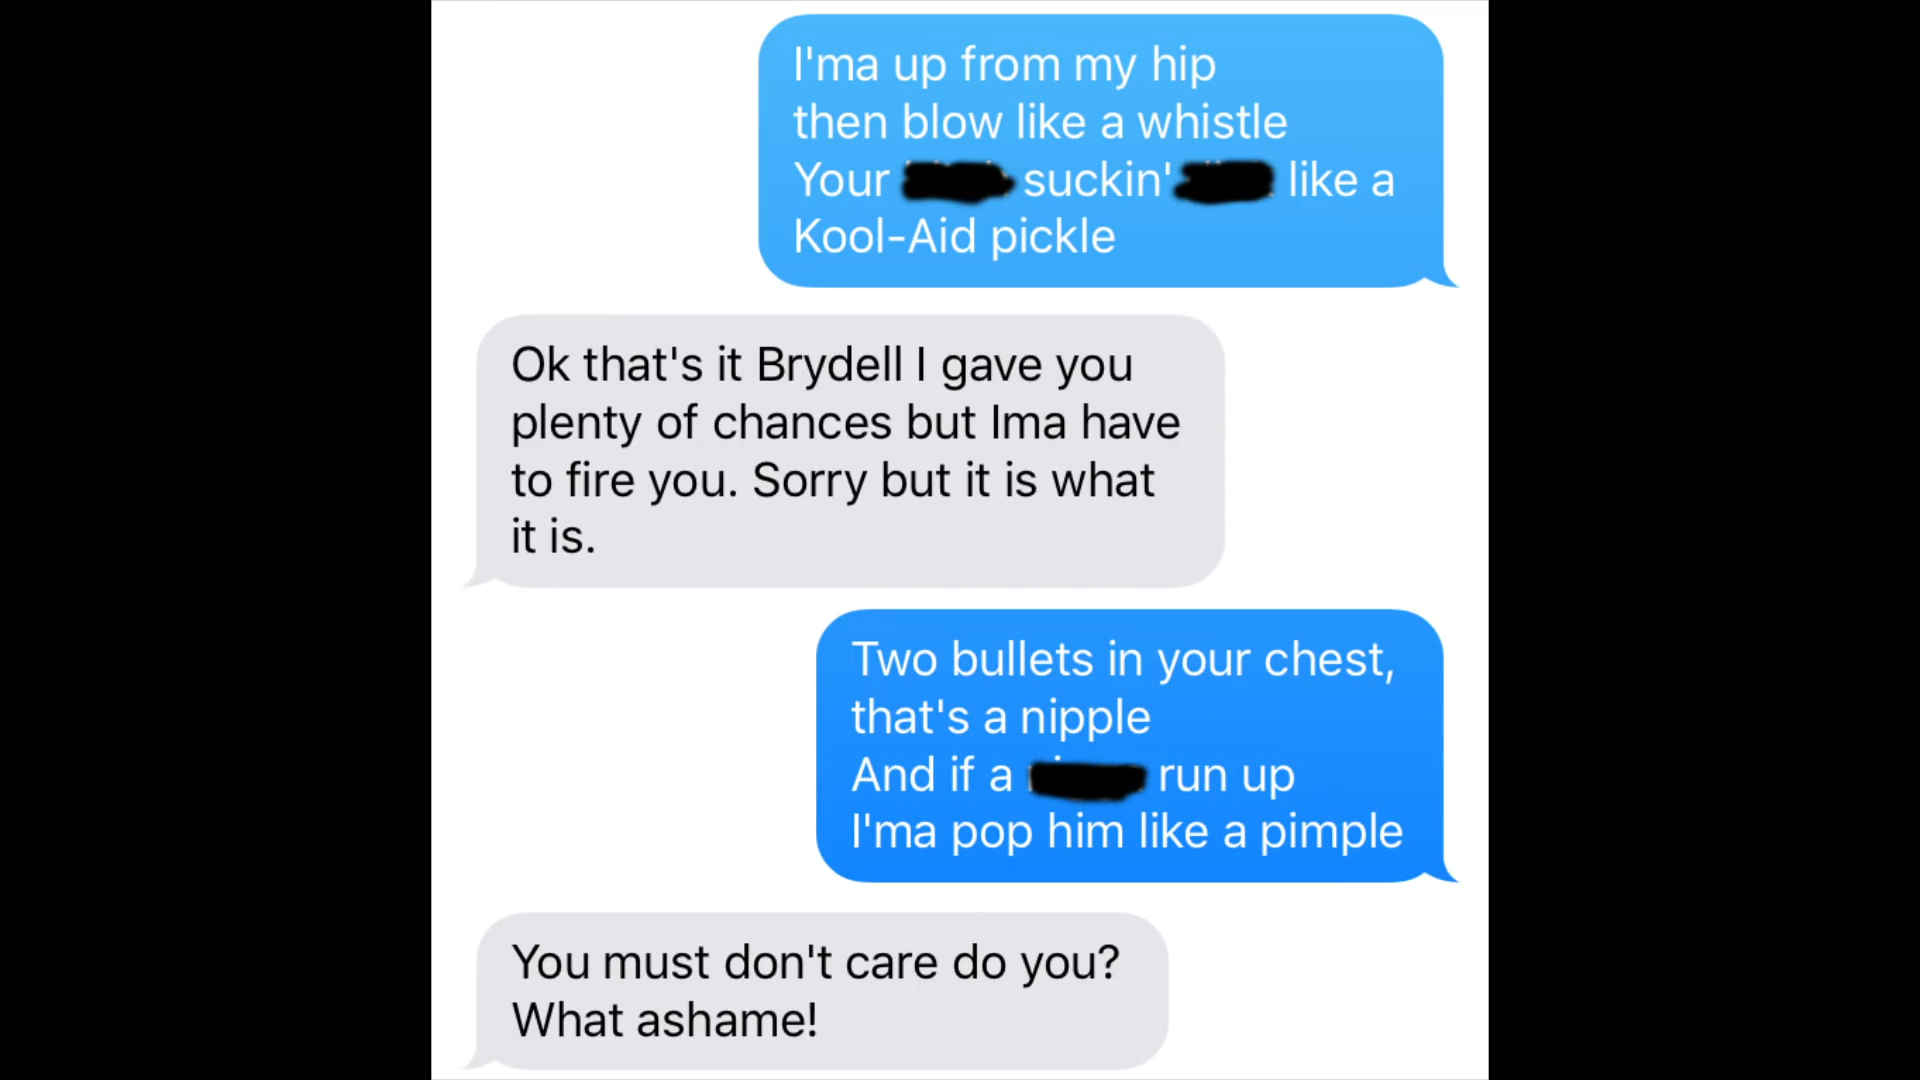 I'ma up from my hip
then blow like a whistle
Your suckin' like a
Kool-Aid pickle
Ok that's it Brydell I gave you
plenty of chances but Ima have
to fire you. Sorry but it is what
it is.
Two bullets in your chest,
that's a nipple
And if a run up
I'ma pop him like a pimple
You must don't care do you?
What ashame!